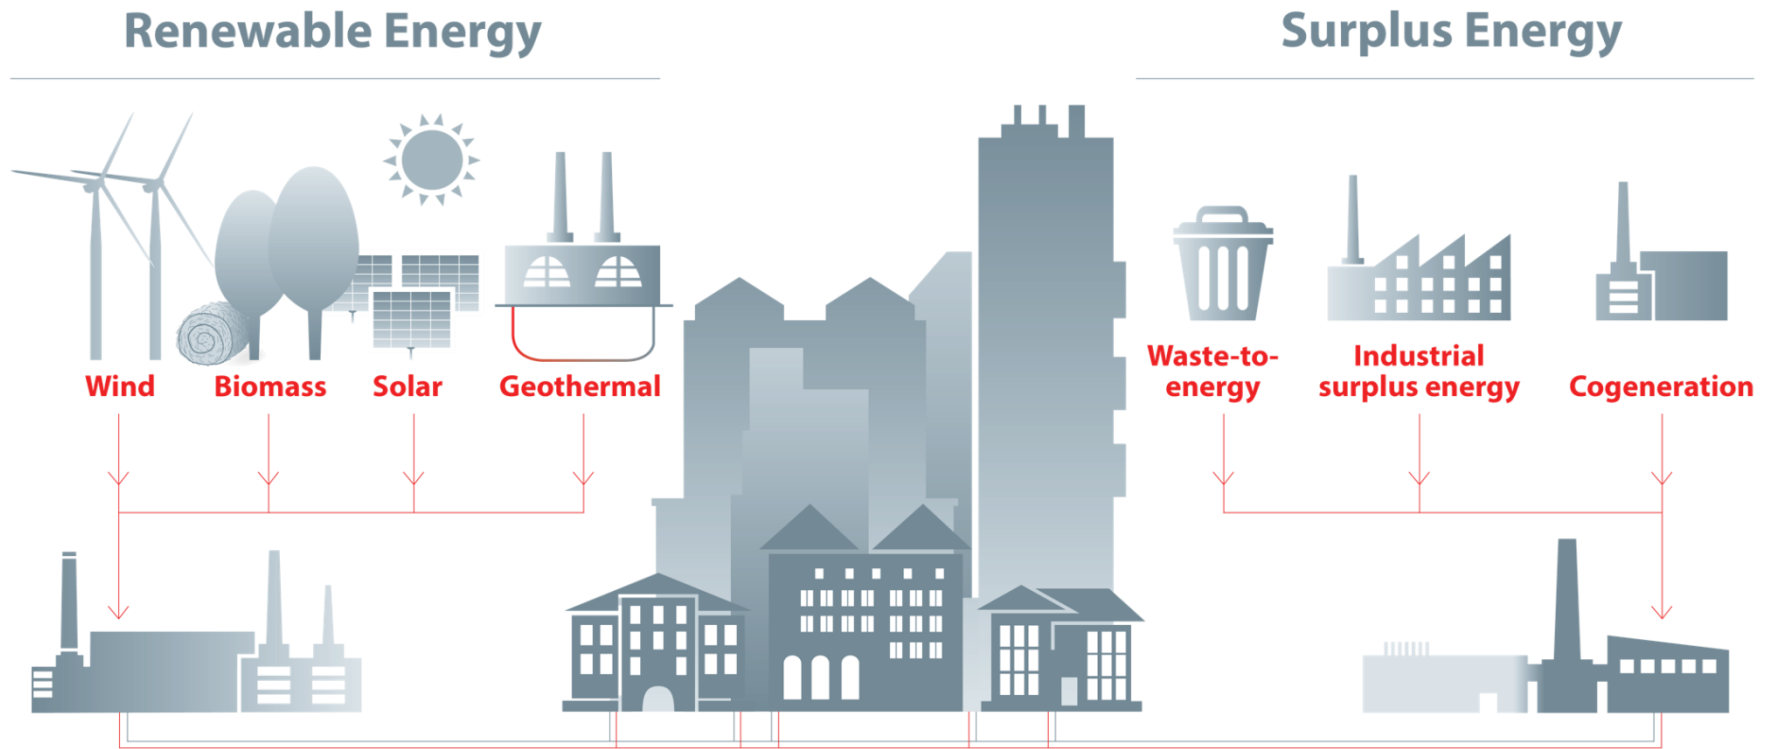 Renewable Energy
Surplus Energy
Wind
Biomass
Solar
Geothermal
Waste-to-
energy
Industrial
surplus energy
Cogeneration